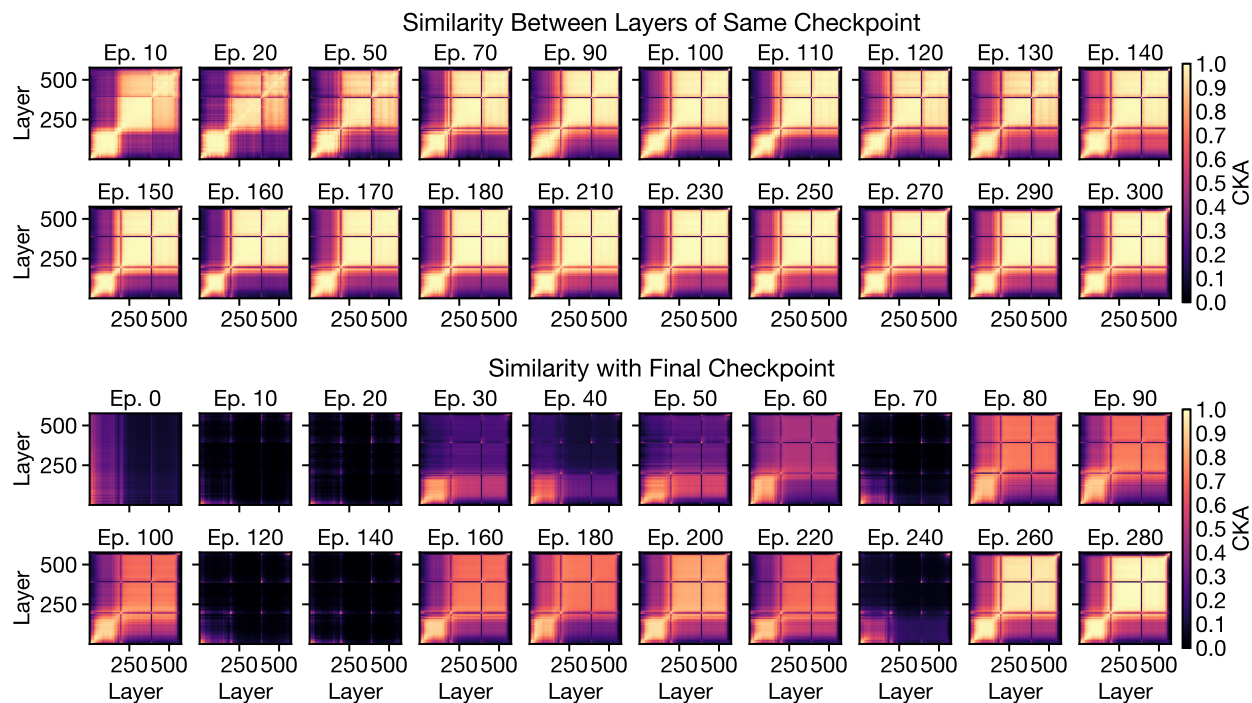 Similarity Between Layers of Same Checkpoint
Ep. 10 Ep. 20 Ep. 50 Ep. 70 Ep. 90 Ep. 100 Ep. 110 Ep. 120 Ep. 130 Ep. 140
Layer
500
250
Ep. 150 Ep. 160 Ep. 170 Ep. 180 Ep. 210 Ep. 230 Ep. 250 Ep. 270 Ep. 290 Ep. 300
Layer
500
250
250 500 250 500 250 500 250 500 250 500 250 500 250 500 250 500 250 500 250 500
1.0
0.9
0.8
0.7
0.6
0.5
0.4
0.3
0.2
0.1
0.0
CKA
Similarity with Final Checkpoint
Ep. 0 Ep. 10 Ep. 20 Ep. 30 Ep. 40 Ep. 50 Ep. 60 Ep. 70 Ep. 80 Ep. 90
Layer
500
250
Ep. 100 Ep. 120 Ep. 140 Ep. 160 Ep. 180 Ep. 200 Ep. 220 Ep. 240 Ep. 260 Ep. 280
Layer
500
250
250 500 250 500 250 500 250 500 250 500 250 500 250 500 250 500 250 500 250 500
Layer Layer Layer Layer Layer Layer Layer Layer Layer Layer
1.0
0.9
0.8
0.7
0.6
0.5
0.4
0.3
0.2
0.1
0.0
CKA